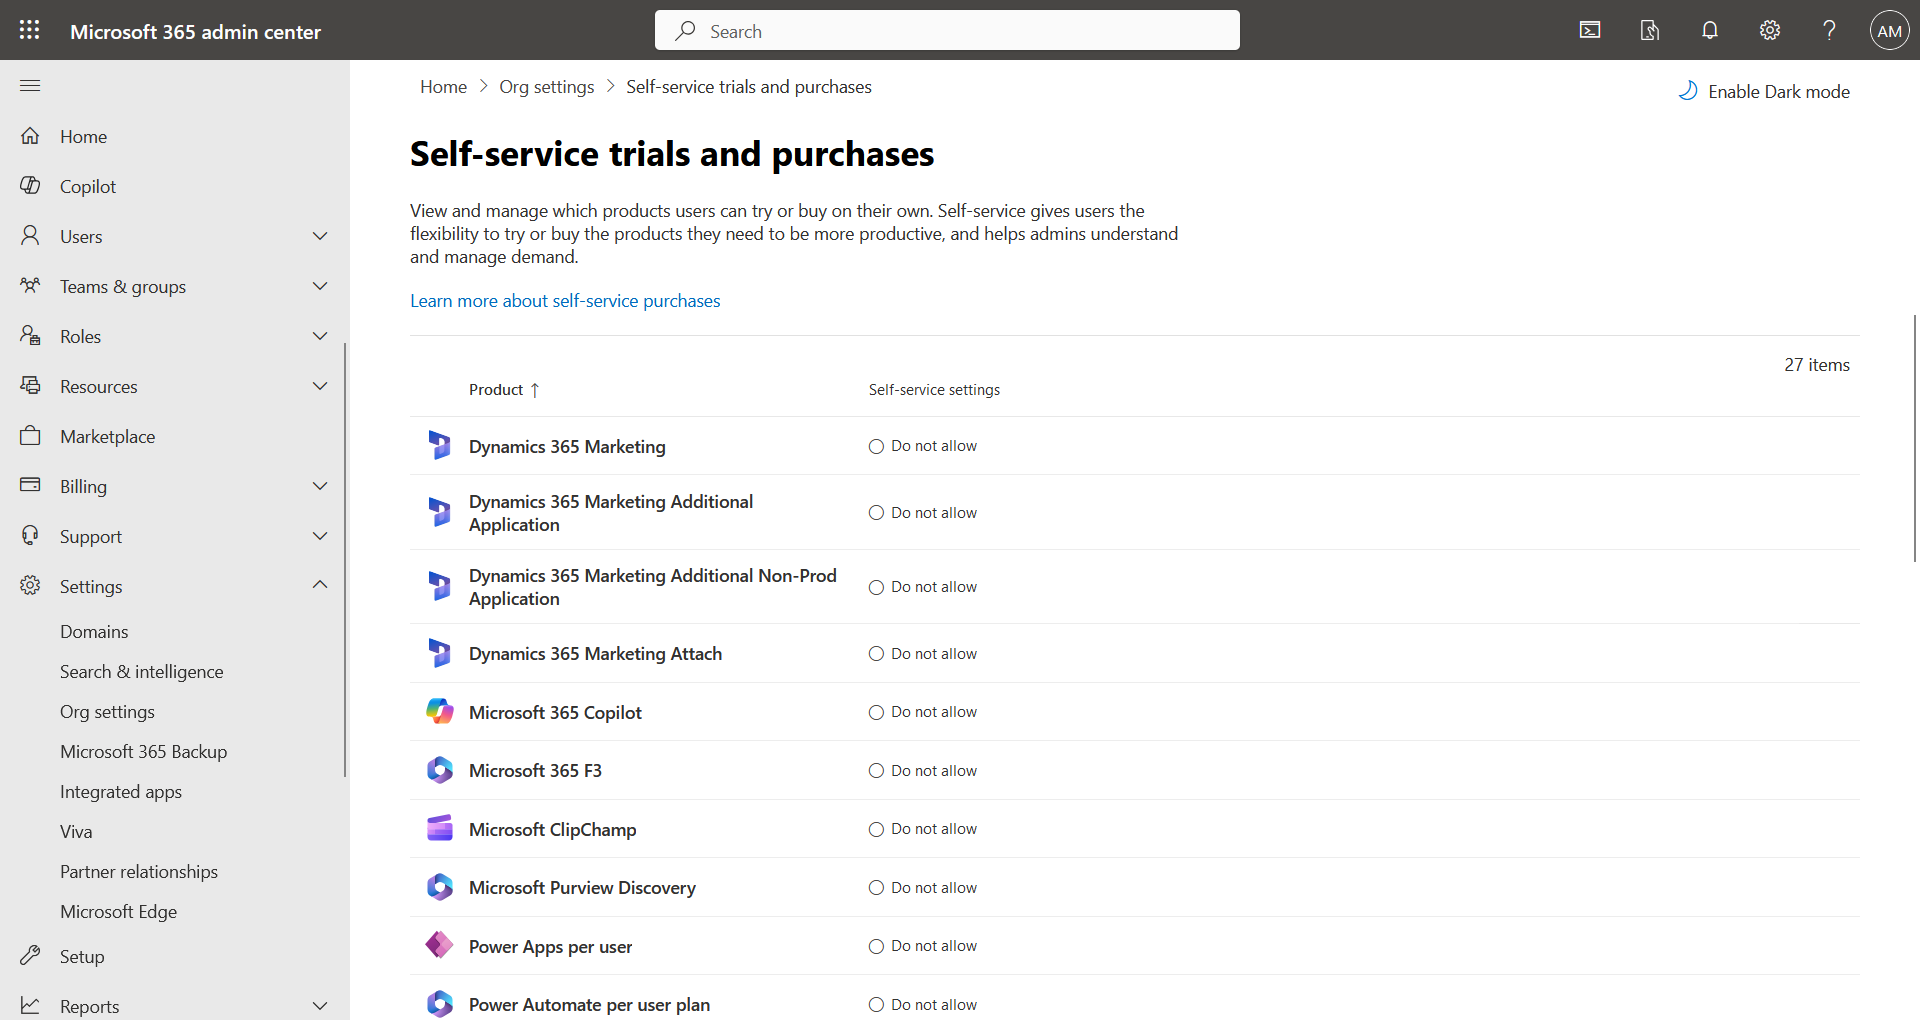 Microsoft 365 admin center
Search
AM
Home
Copilot
Users
Teams & groups
Roles
Resources
Marketplace
Billing
Support
Settings
Domains
Search & intelligence
Org settings
Microsoft 365 Backup
Integrated apps
Viva
Partner relationships
Microsoft Edge
Setup
Reports
Home > Org settings > Self-service trials and purchases
Enable Dark mode
Self-service trials and purchases
View and manage which products users can try or buy on their own. Self-service gives users the
flexibility to try or buy the products they need to be more productive, and helps admins understand
and manage demand.
Learn more about self-service purchases
27 items
Product ↑ Self-service settings
Dynamics 365 Marketing Do not allow
Dynamics 365 Marketing Additional
Application
Do not allow
Dynamics 365 Marketing Additional Non-Prod
Application
Do not allow
Dynamics 365 Marketing Attach Do not allow
Microsoft 365 Copilot Do not allow
Microsoft 365 F3 Do not allow
Microsoft ClipChamp Do not allow
Microsoft Purview Discovery Do not allow
Power Apps per user Do not allow
Power Automate per user plan Do not allow